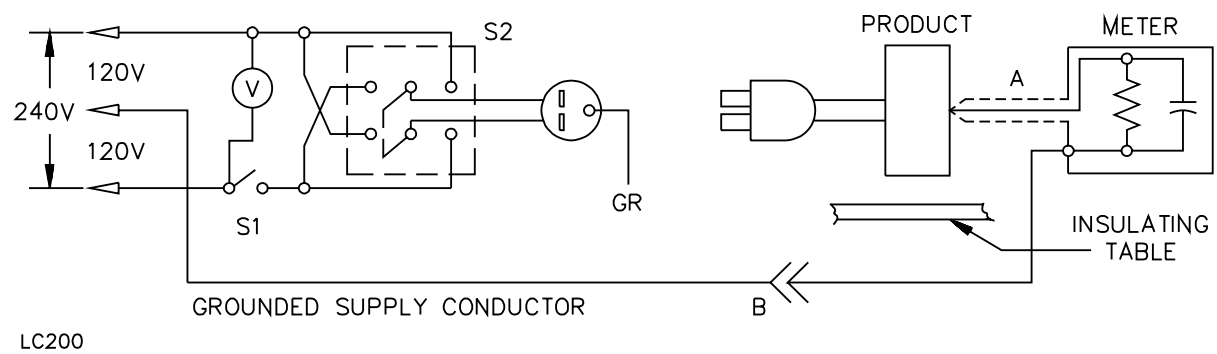 S2
PRODUCT
METER
120V
V
A
240V
120V
GR
S1
INSULATING
TABLE
GROUNDED SUPPLY CONDUCTOR
B
LC200